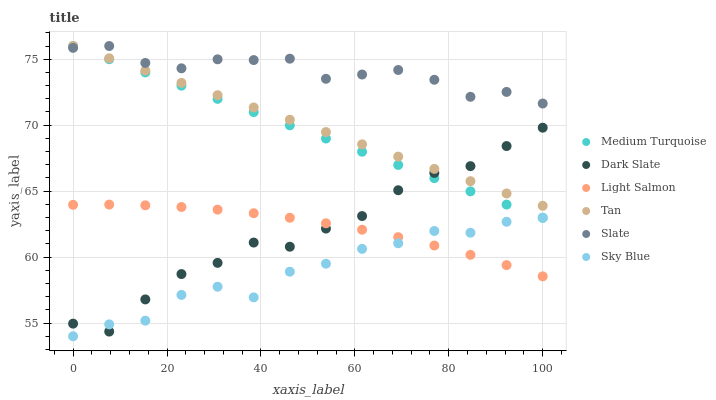 title
yaxis_label
75
70
65
60
55
0
20
40
60
80
100
xaxis_label
Medium Turquoise
Dark Slate
Light Salmon
Tan
Slate
Sky Blue